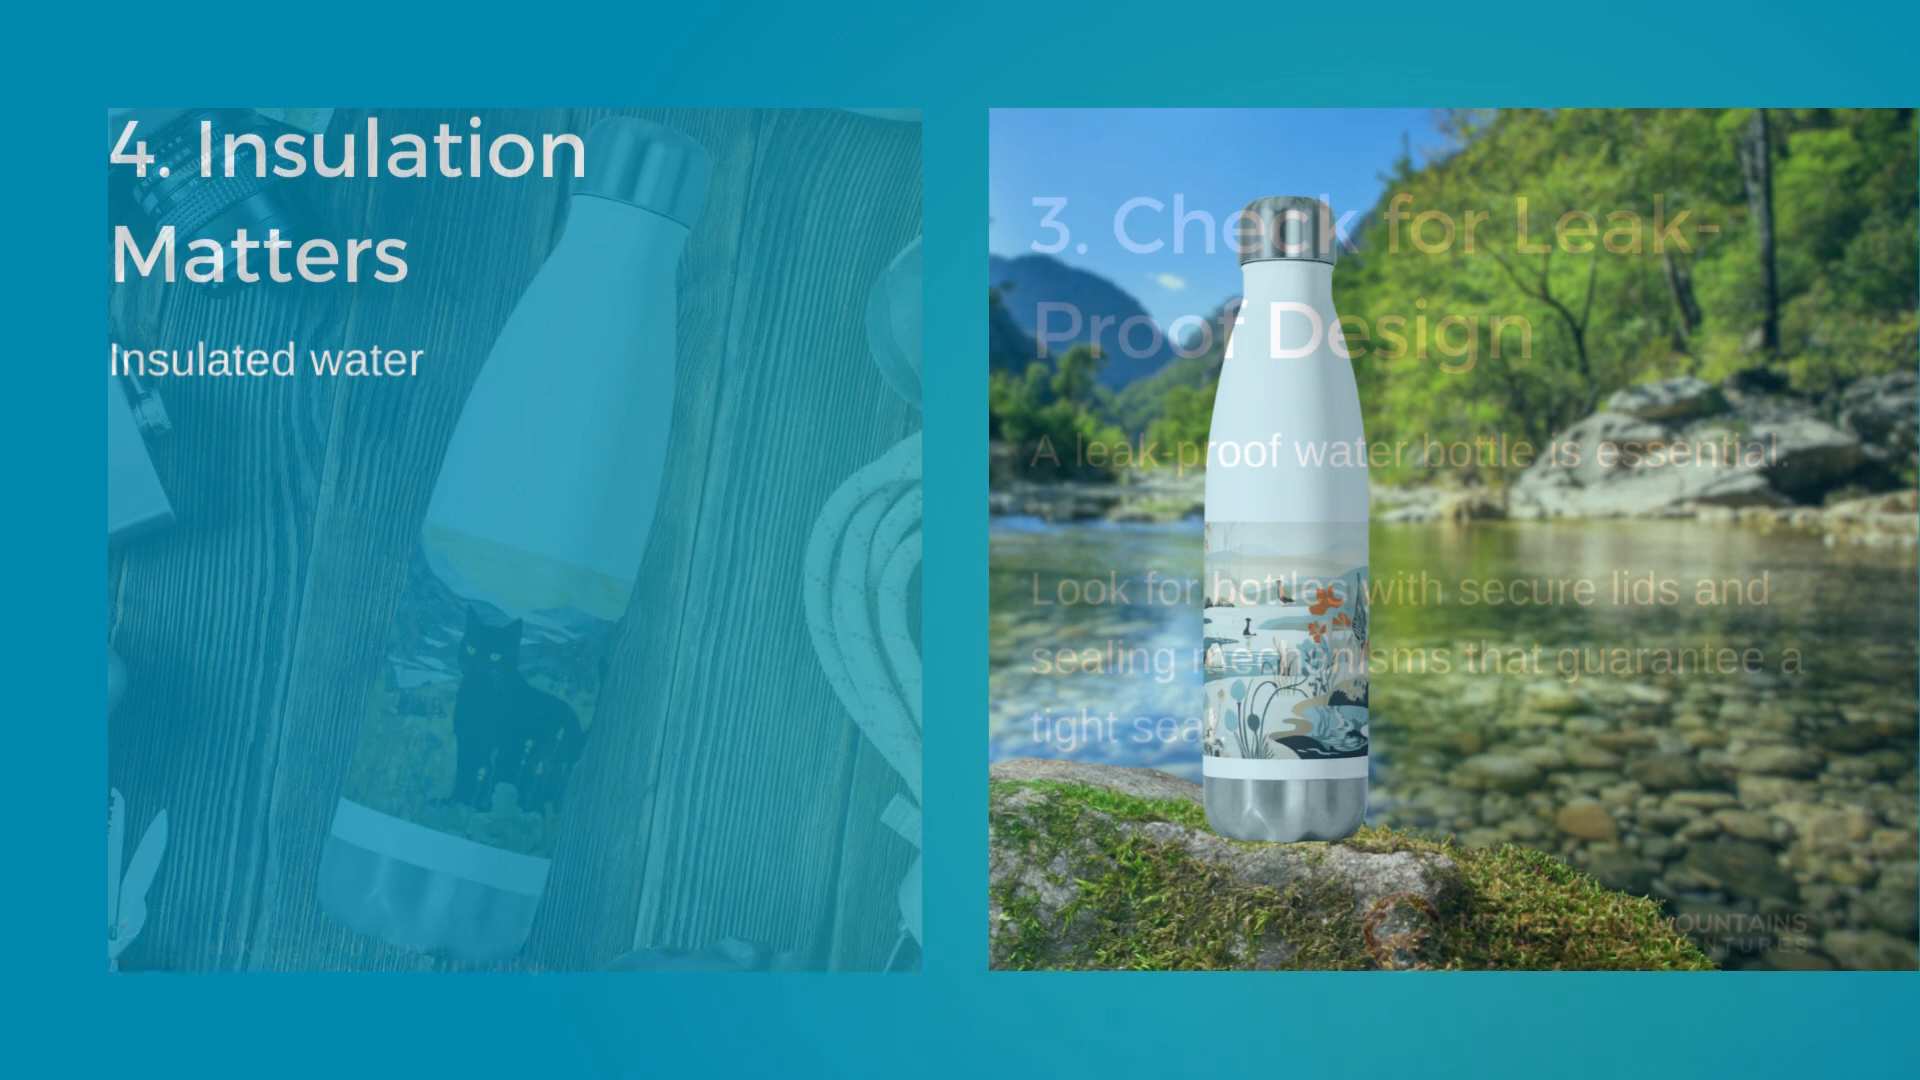 4. Insulation
Matters
Insulated water
3. Check for Leak-
Proof Design
A leak-proof water bottle is essential.
Look for bottles with secure lids and
sealing mechanisms that guarantee a
tight seal.
MOUNTAINS